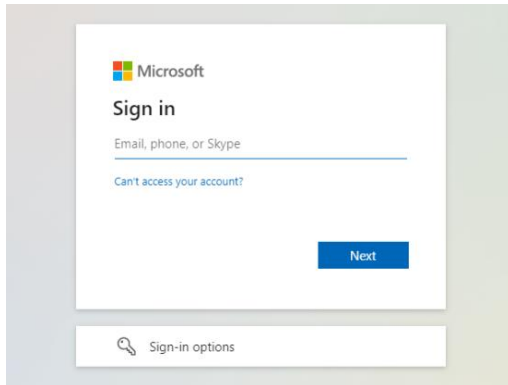 Microsoft
Sign in
Email, phone, or Skype
Can't access your account?
Next
Sign-in options